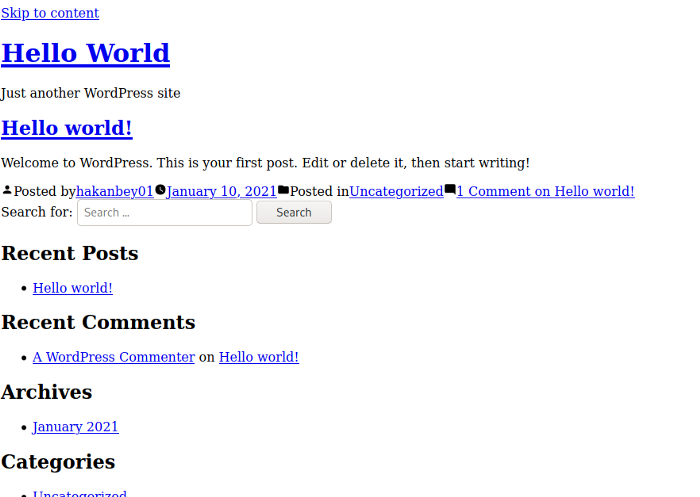 Skip to content
Hello World
Just another WordPress site
Hello world!
Welcome to WordPress. This is your first post. Edit or delete it, then start writing!
Posted byhakanbey01January 10, 2021Posted inUncategorized1 Comment on Hello world!
Search for: Search … Search
Recent Posts
Hello world!
Recent Comments
A WordPress Commenter on Hello world!
Archives
January 2021
Categories
Uncategorized